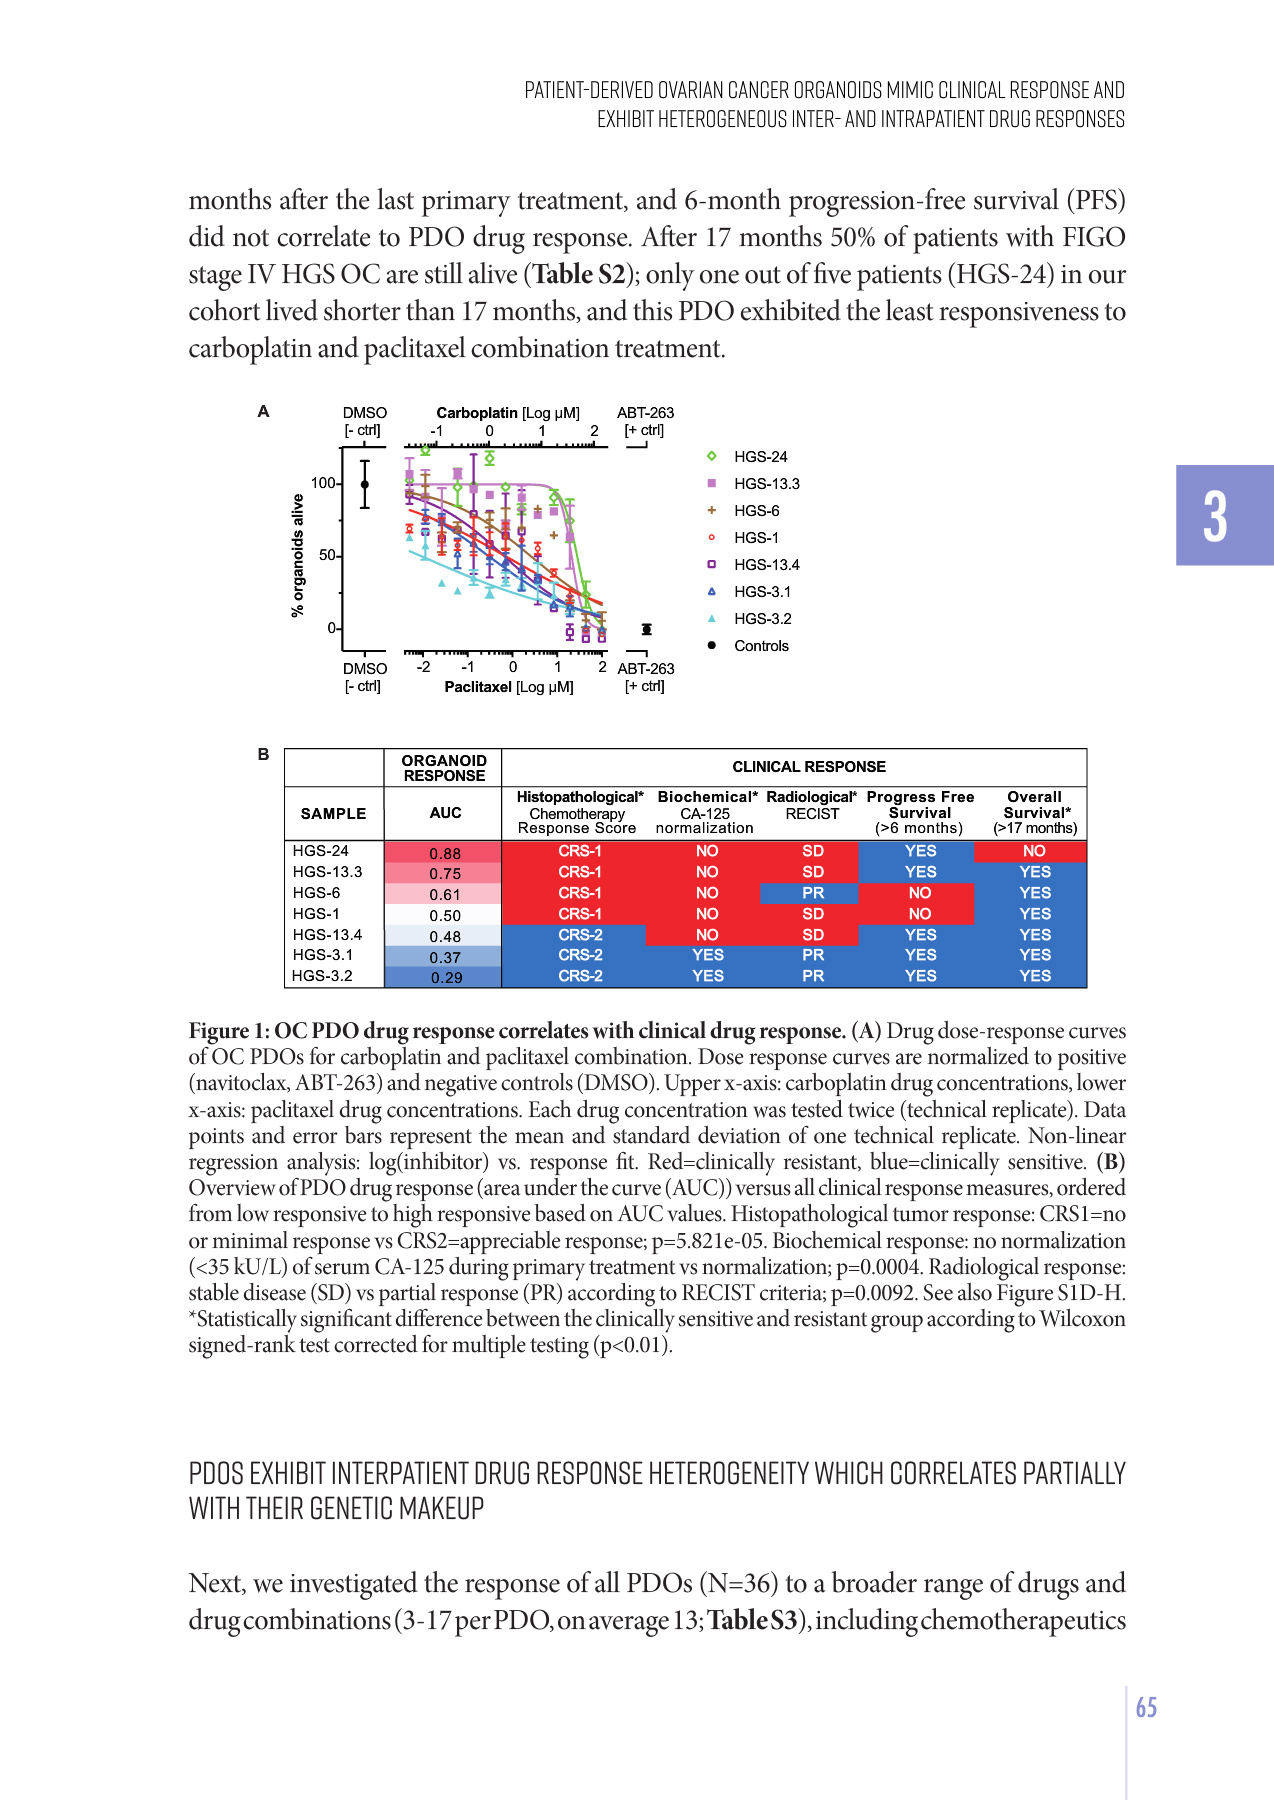 PATIENT-DERIVED OVARIAN CANCER ORGANOIDS MIMIC CLINICAL RESPONSE AND
EXHIBIT HETEROGENEOUS INTER- AND INTRAPATIENT DRUG RESPONSES
months after the last primary treatment, and 6-month progression-free survival (PFS)
did not correlate to PDO drug response. After 17 months 50% of patients with FIGO
stage IV HGS OC are still alive (Table S2); only one out of five patients (HGS-24) in our
cohort lived shorter than 17 months, and this PDO exhibited the least responsiveness to
carboplatin and paclitaxel combination treatment.
3
A
DMSO Carboplatin [Log µM] ABT-263
[- ctrl] -1 0 1 2 [+ ctrl]
% organoids alive
100
50
0
HGS-24
HGS-13.3
HGS-6
HGS-1
HGS-13.4
HGS-3.1
HGS-3.2
Controls
DMSO -2 -1 0 1 2 ABT-263
[- ctrl] Paclitaxel [Log µM] [+ ctrl]
B
ORGANOID RESPONSE CLINICAL RESPONSE
SAMPLE AUC Histopathological* Chemotherapy Response Score Biochemical* CA-125 normalization Radiological* RECIST Progress Free Survival (>6 months) Overall Survival* (>17 months)
HGS-24 0.88 CRS-1 NO SD YES NO
HGS-13.3 0.75 CRS-1 NO SD YES YES
HGS-6 0.61 CRS-1 NO PR NO YES
HGS-1 0.50 CRS-1 NO SD NO YES
HGS-13.4 0.48 CRS-2 NO SD YES YES
HGS-3.1 0.37 CRS-2 YES PR YES YES
HGS-3.2 0.29 CRS-2 YES PR YES YES
Figure 1: OC PDO drug response correlates with clinical drug response. (A) Drug dose-response curves
of OC PDOs for carboplatin and paclitaxel combination. Dose response curves are normalized to positive
(navitoclax, ABT-263) and negative controls (DMSO). Upper x-axis: carboplatin drug concentrations, lower
x-axis: paclitaxel drug concentrations. Each drug concentration was tested twice (technical replicate). Data
points and error bars represent the mean and standard deviation of one technical replicate. Non-linear
regression analysis: log(inhibitor) vs. response fit. Red=clinically resistant, blue=clinically sensitive. (B)
Overview of PDO drug response (area under the curve (AUC)) versus all clinical response measures, ordered
from low responsive to high responsive based on AUC values. Histopathological tumor response: CRS1=no
or minimal response vs CRS2=appreciable response; p=5.821e-05. Biochemical response: no normalization
(<35 kU/L) of serum CA-125 during primary treatment vs normalization; p=0.0004. Radiological response:
stable disease (SD) vs partial response (PR) according to RECIST criteria; p=0.0092. See also Figure S1D-H.
*Statistically significant difference between the clinically sensitive and resistant group according to Wilcoxon
signed-rank test corrected for multiple testing (p<0.01).
PDOS EXHIBIT INTERPATIENT DRUG RESPONSE HETEROGENEITY WHICH CORRELATES PARTIALLY
WITH THEIR GENETIC MAKEUP
Next, we investigated the response of all PDOs (N=36) to a broader range of drugs and
drug combinations (3-17 per PDO, on average 13; Table S3), including chemotherapeutics
65